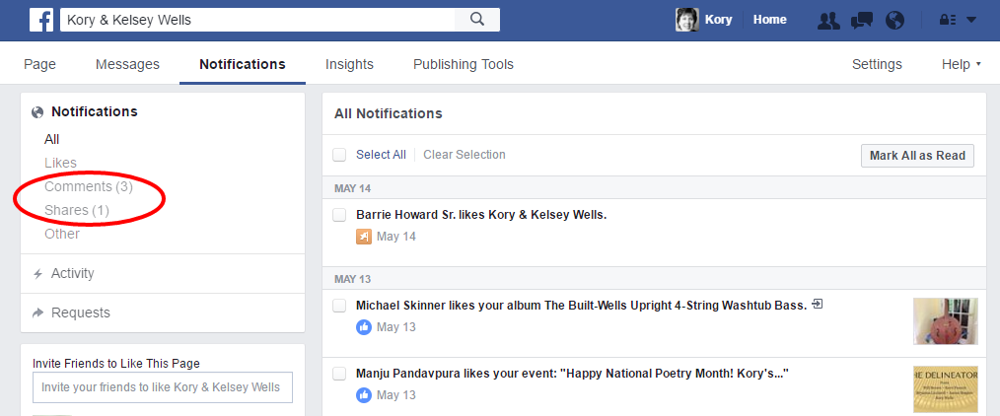 f Kory & Kelsey Wells Kory Home
Page Messages Notifications Insights Publishing Tools Settings Help
Notifications
All
Likes
Comments (3)
Shares (1)
Other
Activity
Requests
Invite Friends to Like This Page
Invite your friends to like Kory & Kelsey Wells
All Notifications
Select All Clear Selection Mark All as Read
MAY 14
Barrie Howard Sr. likes Kory & Kelsey Wells.
May 14
MAY 13
Michael Skinner likes your album The Built-Wells Upright 4-String Washtub Bass.
May 13
Manju Pandavpura likes your event: "Happy National Poetry Month! Kory's..."
May 13
HE DELINEATOR